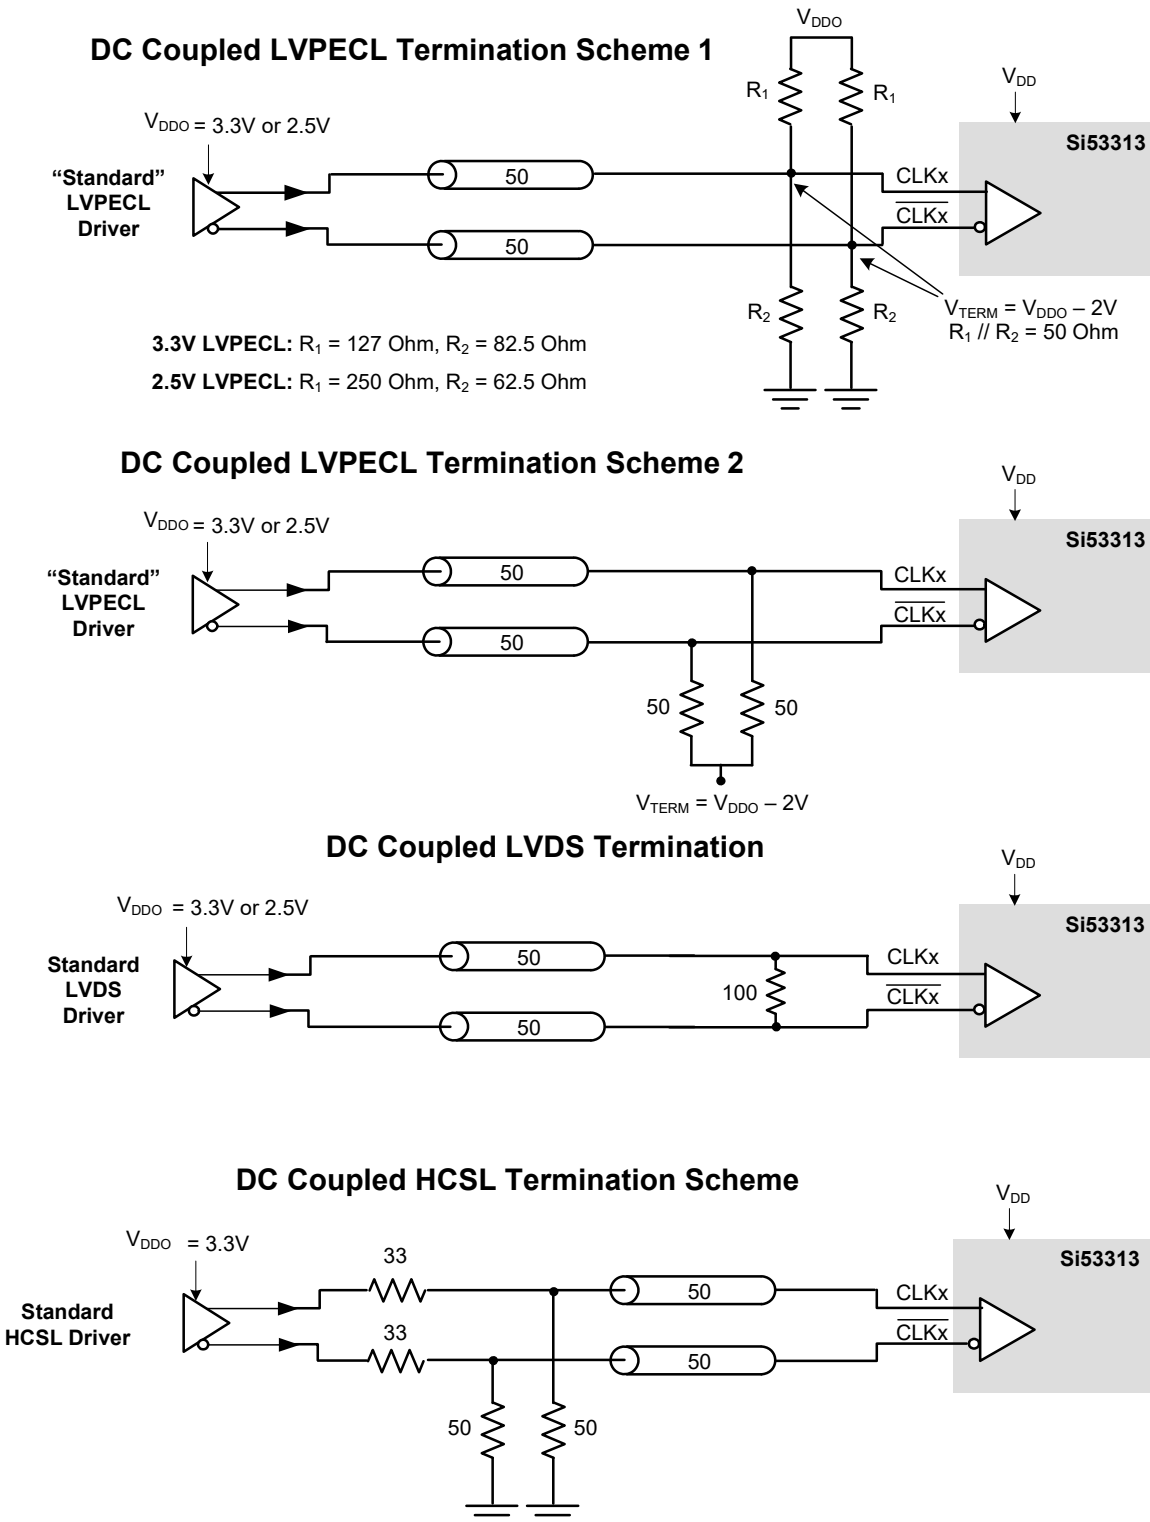 DC Coupled LVPECL Termination Scheme 1
VDDO
R1
R1
VDD
VDDO = 3.3V or 2.5V
Si53313
"Standard"
LVPECL
Driver
50
CLKx
50
CLKx
R2
R2
VTERM = VDDO – 2V
R1 // R2 = 50 Ohm
3.3V LVPECL: R1 = 127 Ohm, R2 = 82.5 Ohm
2.5V LVPECL: R1 = 250 Ohm, R2 = 62.5 Ohm
DC Coupled LVPECL Termination Scheme 2
VDD
VDDO = 3.3V or 2.5V
Si53313
"Standard"
LVPECL
Driver
50
CLKx
50
CLKx
50
50
VTERM = VDDO – 2V
DC Coupled LVDS Termination
VDD
VDDO = 3.3V or 2.5V
Si53313
Standard
LVDS
Driver
50
CLKx
100
50
CLKx
DC Coupled HCSL Termination Scheme
VDD
VDDO = 3.3V
33
Si53313
Standard
HCSL Driver
50
CLKx
33
50
CLKx
50
50